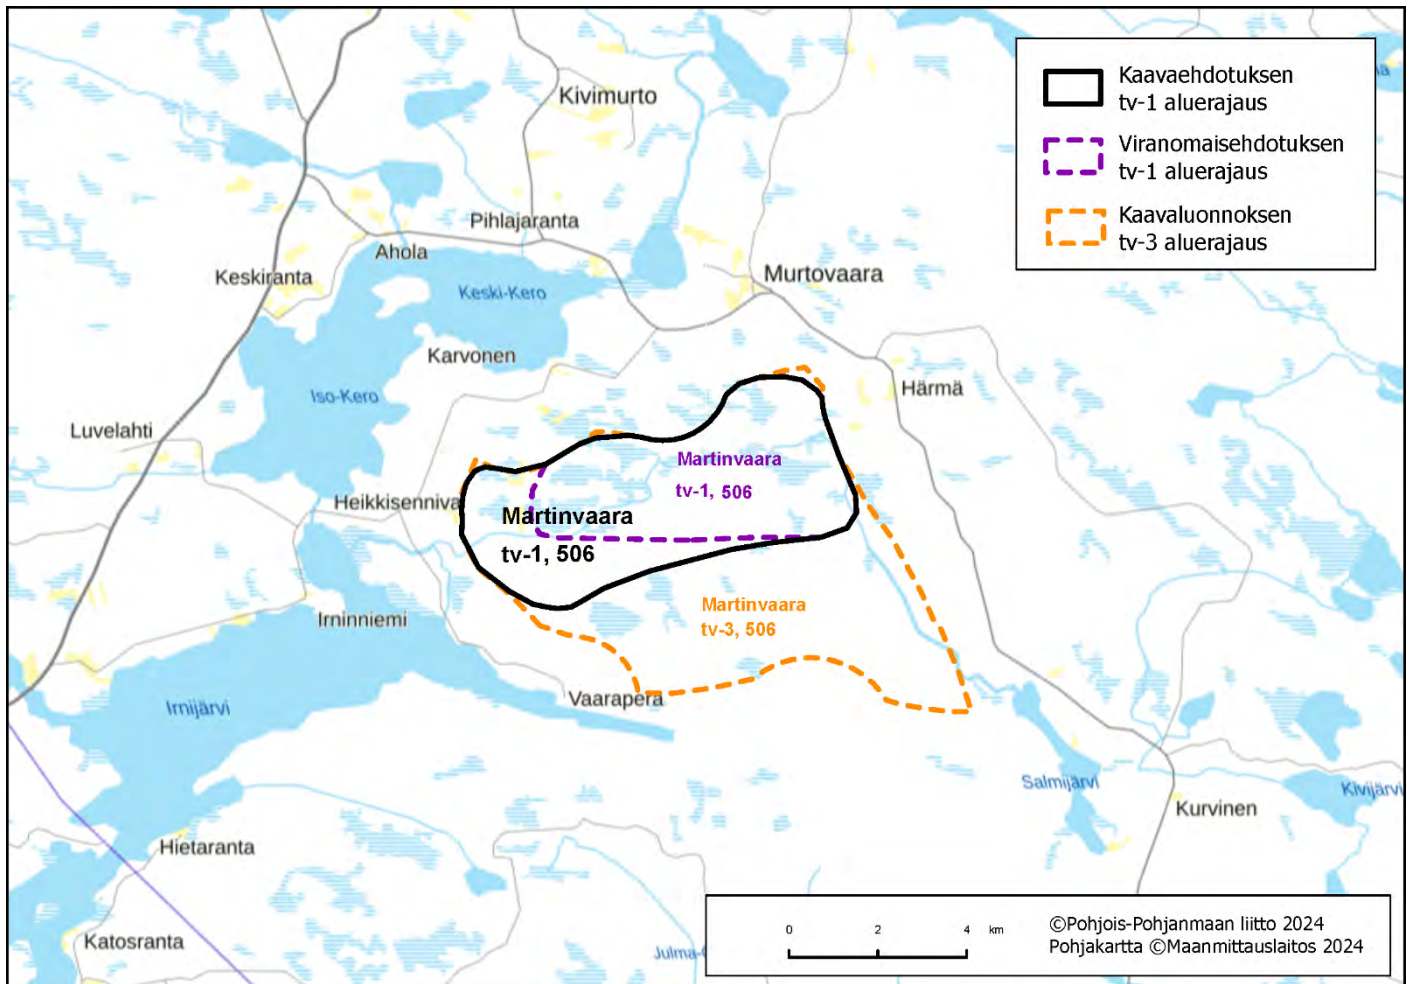 Kaavaehdotuksen
tv-1 aluerajaus
Viranomaisehdotuksen
tv-1 aluerajaus
Kaavaluonnoksen
tv-3 aluerajaus
Kivimurto
Pihlajaranta
Ahola
Keskiranta
Murtovaara
Keski-Kero
Karvonen
Härmä
Iso-Kero
Luvelahti
Martinvaara
tv-1, 506
Heikkisenniva
Martinvaara
tv-1, 506
Martinvaara
tv-3, 506
Irninniemi
Vaarapera
Irnijärvi
Salmijärvi
Kivijärvi
Kurvinen
Hietaranta
Katosranta
0 2 4 km
©Pohjois-Pohjanmaan liitto 2024
Pohjakartta ©Maanmittauslaitos 2024